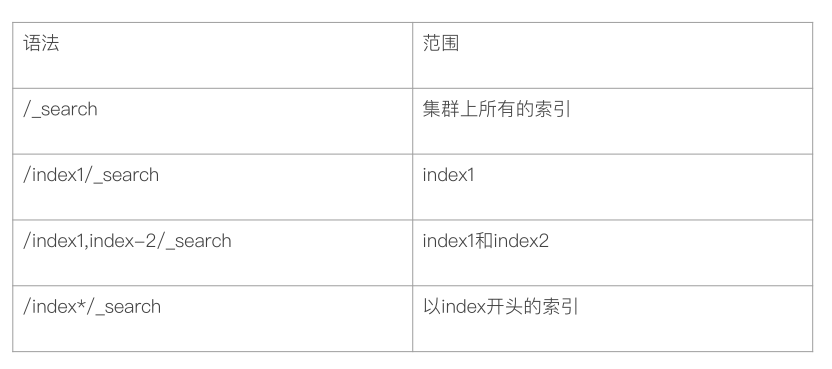 语法
范围
/_search
集群上所有的索引
/index1/_search
index1
/index1,index-2/_search
index1和index2
/index*/_search
以index开头的索引